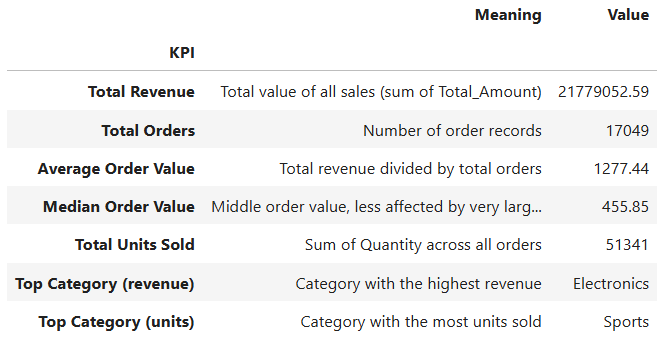 Meaning Value
KPI
Total Revenue Total value of all sales (sum of Total_Amount) 21779052.59
Total Orders Number of order records 17049
Average Order Value Total revenue divided by total orders 1277.44
Median Order Value Middle order value, less affected by very larg... 455.85
Total Units Sold Sum of Quantity across all orders 51341
Top Category (revenue) Category with the highest revenue Electronics
Top Category (units) Category with the most units sold Sports